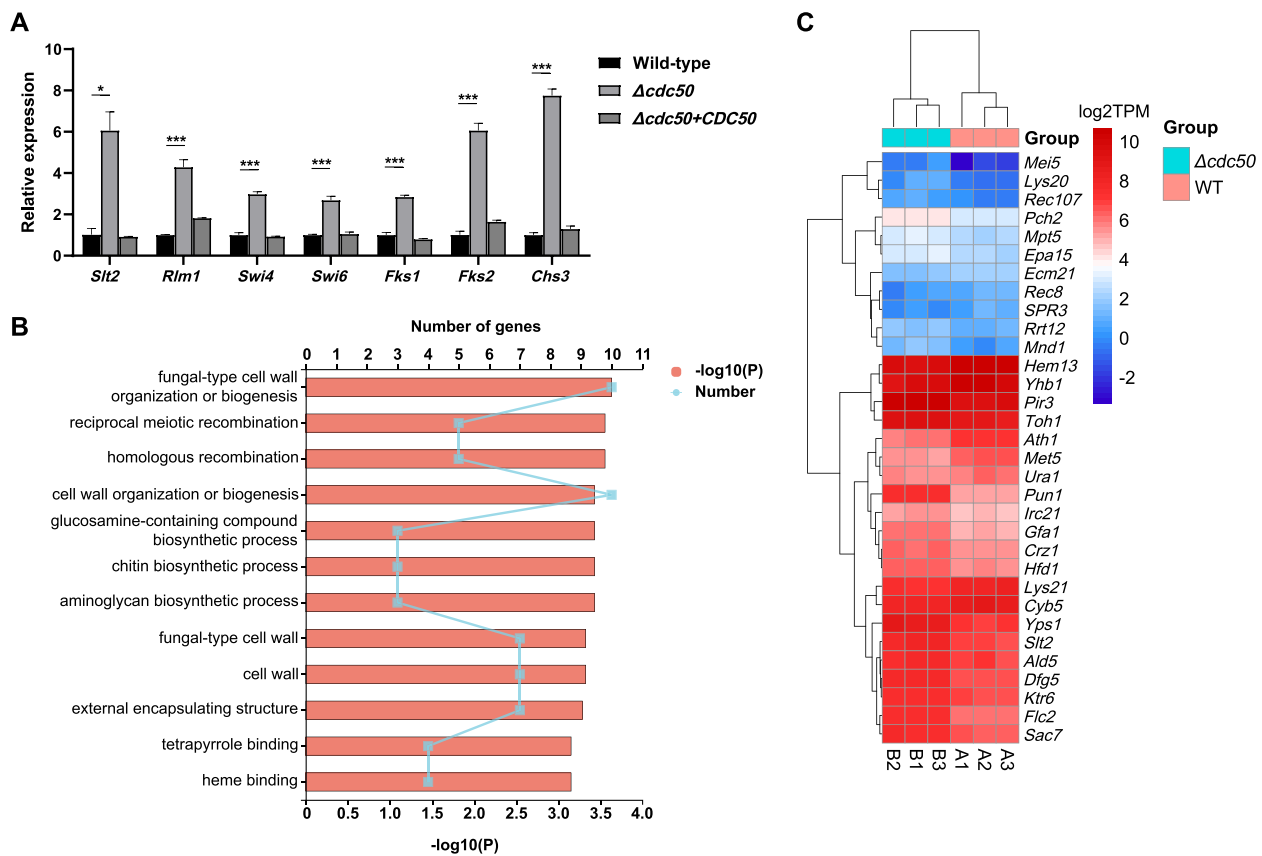 A
Relative expression
10
8
6
4
2
0
*
***
***
***
***
***
***
Slt2
Rlm1
Swi4
Swi6
Fks1
Fks2
Chs3
Wild-type
Δcdc50
Δcdc50+CDC50
B
Number of genes
0 1 2 3 4 5 6 7 8 9 10 11
fungal-type cell wall
organization or biogenesis
reciprocal meiotic recombination
homologous recombination
cell wall organization or biogenesis
glucosamine-containing compound
biosynthetic process
chitin biosynthetic process
aminoglycan biosynthetic process
fungal-type cell wall
cell wall
external encapsulating structure
tetrapyrrole binding
heme binding
0 0.5 1.0 1.5 2.0 2.5 3.0 3.5 4.0
-log10(P)
-log10(P)
Number
C
Group
Mei5
Lys20
Rec107
Pch2
Mpt5
Epa15
Ecm21
Rec8
SPR3
Rrt12
Mnd1
Hem13
Yhb1
Pir3
Toh1
Ath1
Met5
Ura1
Pun1
Irc21
Gfa1
Crz1
Hfd1
Lys21
Cyb5
Yps1
Slt2
Ald5
Dfg5
Ktr6
Flc2
Sac7
B2
B1
B3
A1
A2
A3
log2TPM
10
8
6
4
2
0
-2
Group
Δcdc50
WT